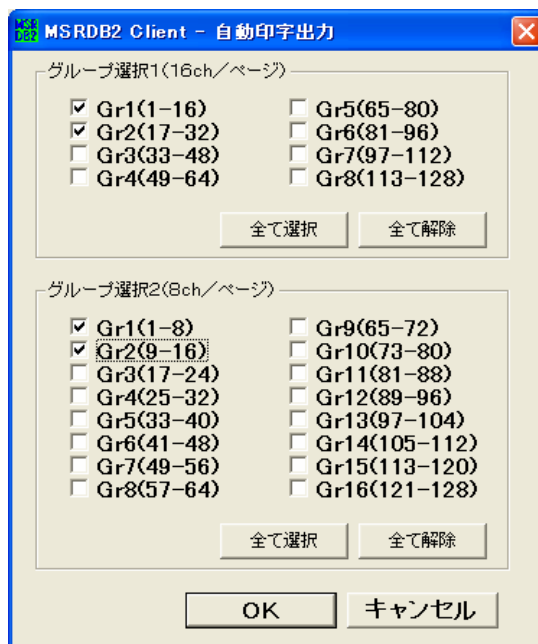 MSR DB2 MSRDB2 Client - 自動印字出力
グループ選択1(16ch／ページ)
Gr1(1-16)
Gr2(17-32)
Gr3(33-48)
Gr4(49-64)
Gr5(65-80)
Gr6(81-96)
Gr7(97-112)
Gr8(113-128)
全て選択 全て解除
グループ選択2(8ch／ページ)
Gr1(1-8)
Gr2(9-16)
Gr3(17-24)
Gr4(25-32)
Gr5(33-40)
Gr6(41-48)
Gr7(49-56)
Gr8(57-64)
Gr9(65-72)
Gr10(73-80)
Gr11(81-88)
Gr12(89-96)
Gr13(97-104)
Gr14(105-112)
Gr15(113-120)
Gr16(121-128)
全て選択 全て解除
OK キャンセル